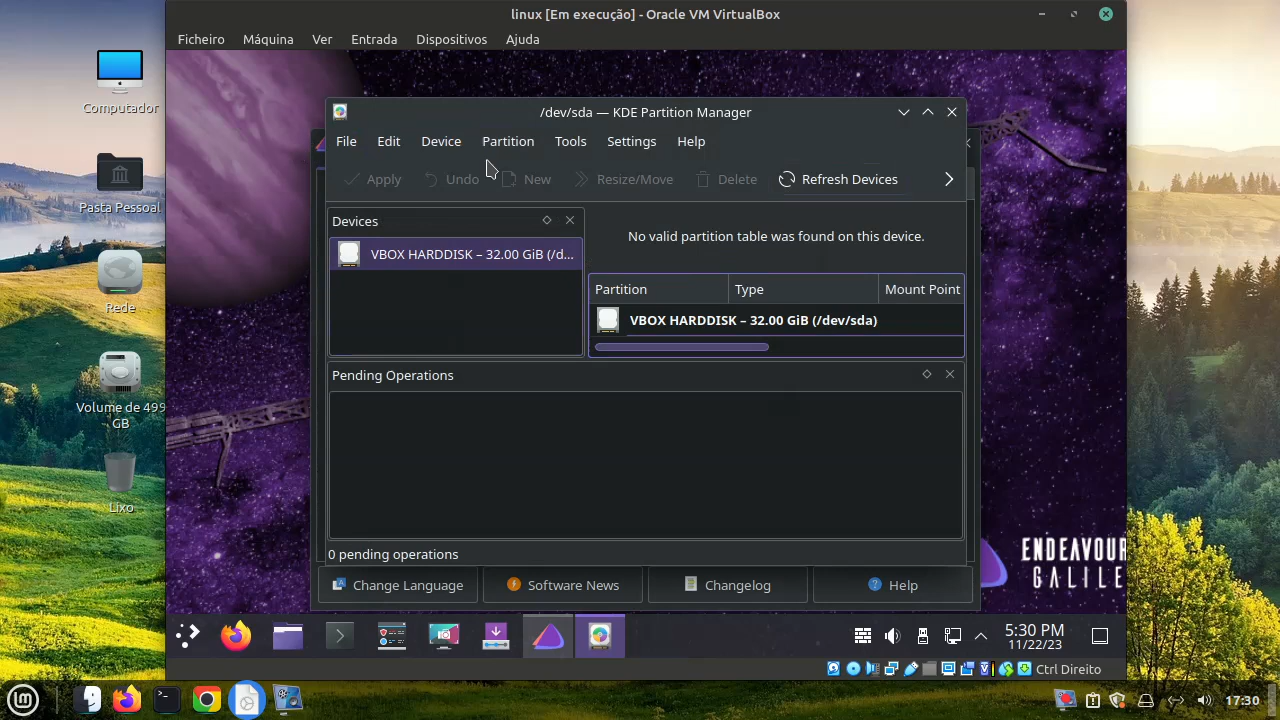 linux [Em execução] - Oracle VM VirtualBox
Ficheiro Máquina Ver Entrada Dispositivos Ajuda
Computador
Pasta Pessoal
Rede
Volume de 499 GB
Lixo
/dev/sda — KDE Partition Manager
File Edit Device Partition Tools Settings Help
Apply Undo New Resize/Move Delete Refresh Devices
Devices
VBOX HARDDISK – 32.00 GiB (/d...
No valid partition table was found on this device.
Partition Type Mount Point
VBOX HARDDISK – 32.00 GiB (/dev/sda)
Pending Operations
0 pending operations
ENDEAVOUR
GALILE
Change Language Software News Changelog Help
5:30 PM
11/22/23
Ctrl Direito
17:30